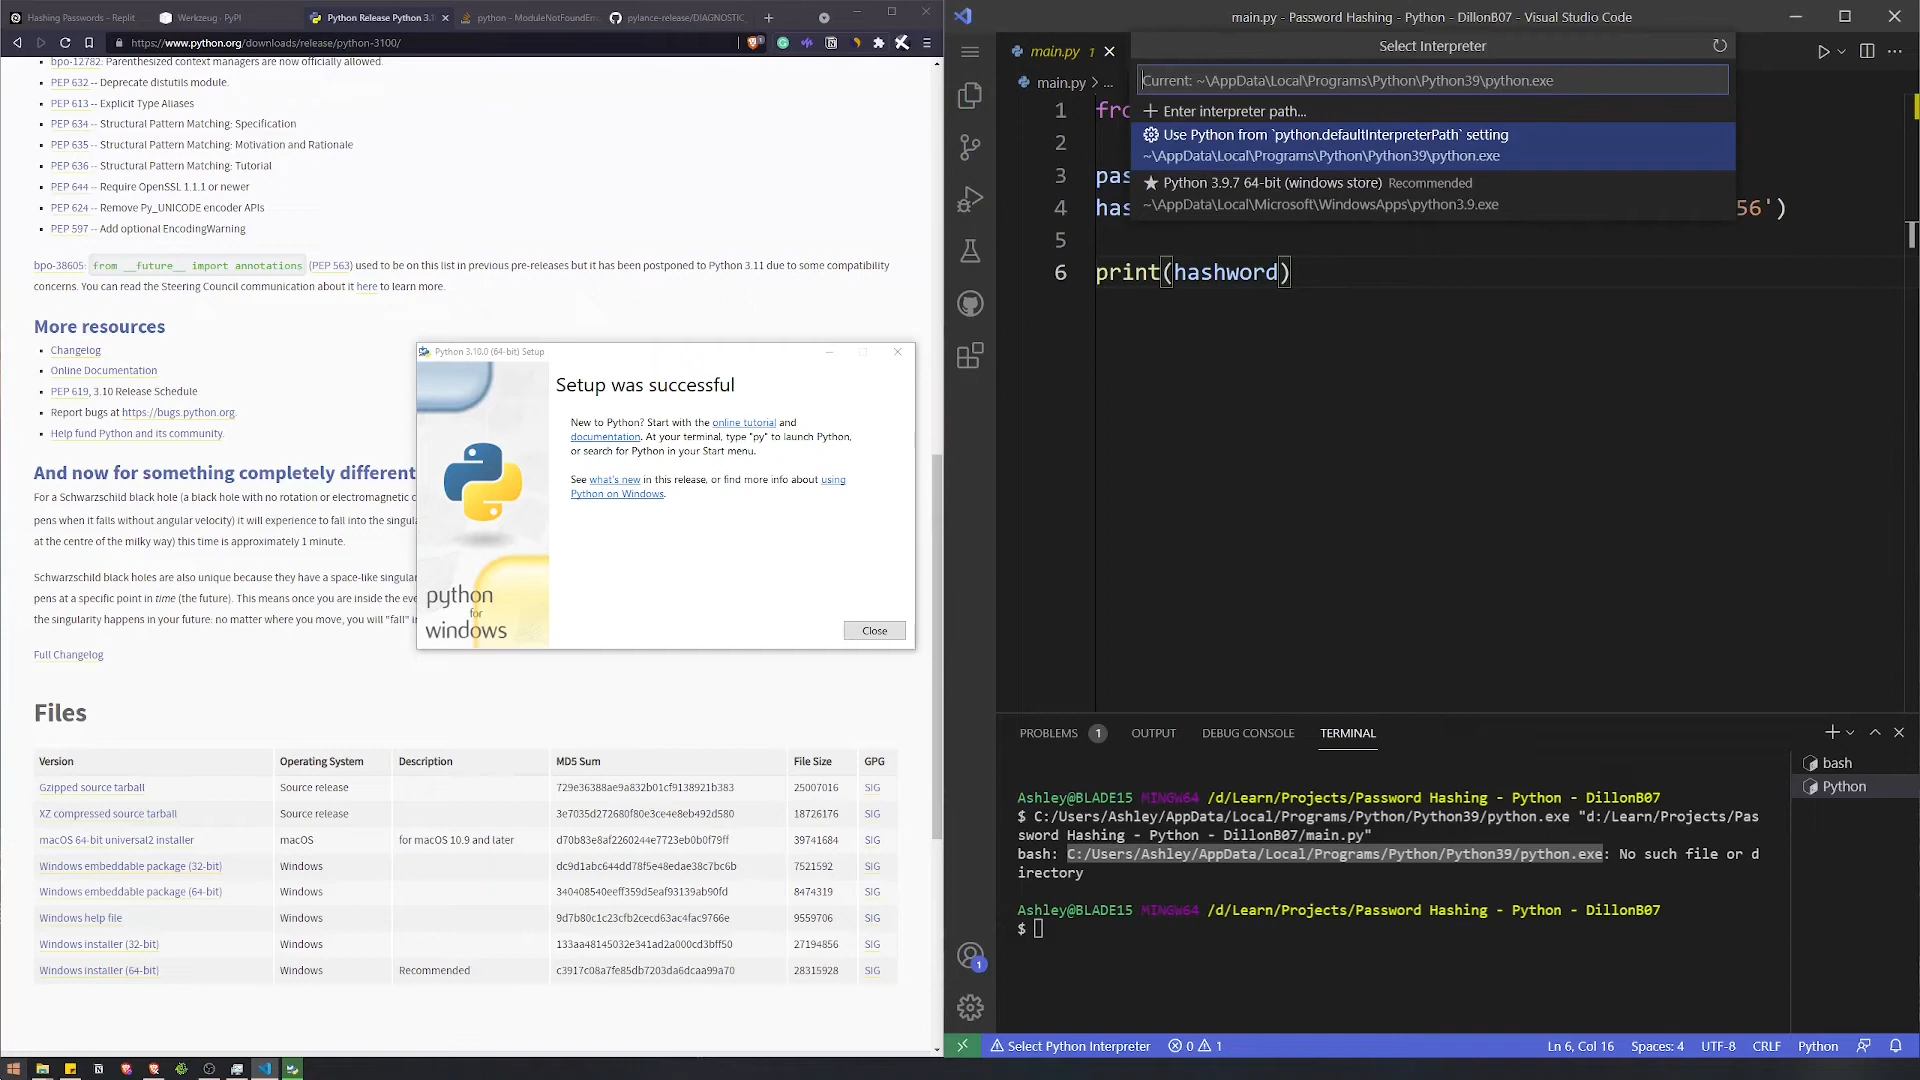 Hashing Passwords - Replit
Werkzeug · PyPI
Python Release Python 3.1
python - ModuleNotFoundErr
pylance-release/DIAGNOSTIC_
https://www.python.org/downloads/release/python-3100/
bpo-12782: Parenthesized context managers are now officially allowed.
PEP 632 -- Deprecate distutils module.
PEP 613 -- Explicit Type Aliases
PEP 634 -- Structural Pattern Matching: Specification
PEP 635 -- Structural Pattern Matching: Motivation and Rationale
PEP 636 -- Structural Pattern Matching: Tutorial
PEP 644 -- Require OpenSSL 1.1.1 or newer
PEP 624 -- Remove Py_UNICODE encoder APIs
PEP 597 -- Add optional EncodingWarning
bpo-38605: from __future__ import annotations (PEP 563) used to be on this list in previous pre-releases but it has been postponed to Python 3.11 due to some compatibility
concerns. You can read the Steering Council communication about it here to learn more.
More resources
Changelog
Online Documentation
PEP 619, 3.10 Release Schedule
Report bugs at https://bugs.python.org.
Help fund Python and its community.
And now for something completely different
For a Schwarzschild black hole (a black hole with no rotation or electromagnetic c
pens when it falls without angular velocity) it will experience to fall into the singula
at the centre of the milky way) this time is approximately 1 minute.
Schwarzschild black holes are also unique because they have a space-like singular
pens at a specific point in time (the future). This means once you are inside the eve
the singularity happens in your future: no matter where you move, you will "fall" i
Full Changelog
Files
Version Operating System Description MD5 Sum File Size GPG
Gzipped source tarball Source release 729e36388ae9a832b01cf9138921b383 25007016 SIG
XZ compressed source tarball Source release 3e7035d272680f80e3ce4e8eb492d580 18726176 SIG
macOS 64-bit universal2 installer macOS for macOS 10.9 and later d70b83e8af2260244e7723eb0b0f79ff 39741684 SIG
Windows embeddable package (32-bit) Windows dc9d1abc644dd78f5e48edae38c7bc6b 7521592 SIG
Windows embeddable package (64-bit) Windows 340408540eeff359d5eaf93139ab90fd 8474319 SIG
Windows help file Windows 9d7b80c1c23cfb2cecd63ac4fac9766e 9559706 SIG
Windows installer (32-bit) Windows 133aa48145032e341ad2a000cd3bff50 27194856 SIG
Windows installer (64-bit) Windows Recommended c3917c08a7fe85db7203da6dcaa99a70 28315928 SIG
Python 3.10.0 (64-bit) Setup
Setup was successful
New to Python? Start with the online tutorial and
documentation. At your terminal, type "py" to launch Python,
or search for Python in your Start menu.
See what's new in this release, or find more info about using
Python on Windows.
python
for
windows
Close
main.py - Password Hashing - Python - DillonB07 - Visual Studio Code
main.py 1
main.py > ...
Select Interpreter
Current: ~\AppData\Local\Programs\Python\Python39\python.exe
Enter interpreter path...
Use Python from `python.defaultInterpreterPath` setting
~\AppData\Local\Programs\Python\Python39\python.exe
Python 3.9.7 64-bit (windows store) Recommended
~\AppData\Local\Microsoft\WindowsApps\python3.9.exe
1 fro
2
3 pas
4 has 56')
5
6 print(hashword)
PROBLEMS 1 OUTPUT DEBUG CONSOLE TERMINAL
bash
Python
Ashley@BLADE15 MINGW64 /d/Learn/Projects/Password Hashing - Python - DillonB07
$ C:/Users/Ashley/AppData/Local/Programs/Python/Python39/python.exe "d:/Learn/Projects/Pas
sword Hashing - Python - DillonB07/main.py"
bash: C:/Users/Ashley/AppData/Local/Programs/Python/Python39/python.exe: No such file or d
irectory
Ashley@BLADE15 MINGW64 /d/Learn/Projects/Password Hashing - Python - DillonB07
$
1
Select Python Interpreter 0 1 Ln 6, Col 16 Spaces: 4 UTF-8 CRLF Python